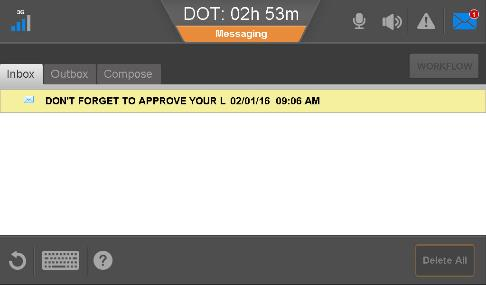 3G
DOT: 02h 53m
1
Messaging
Inbox Outbox Compose WORKFLOW
DON'T FORGET TO APPROVE YOUR L 02/01/16 09:06 AM
? Delete All